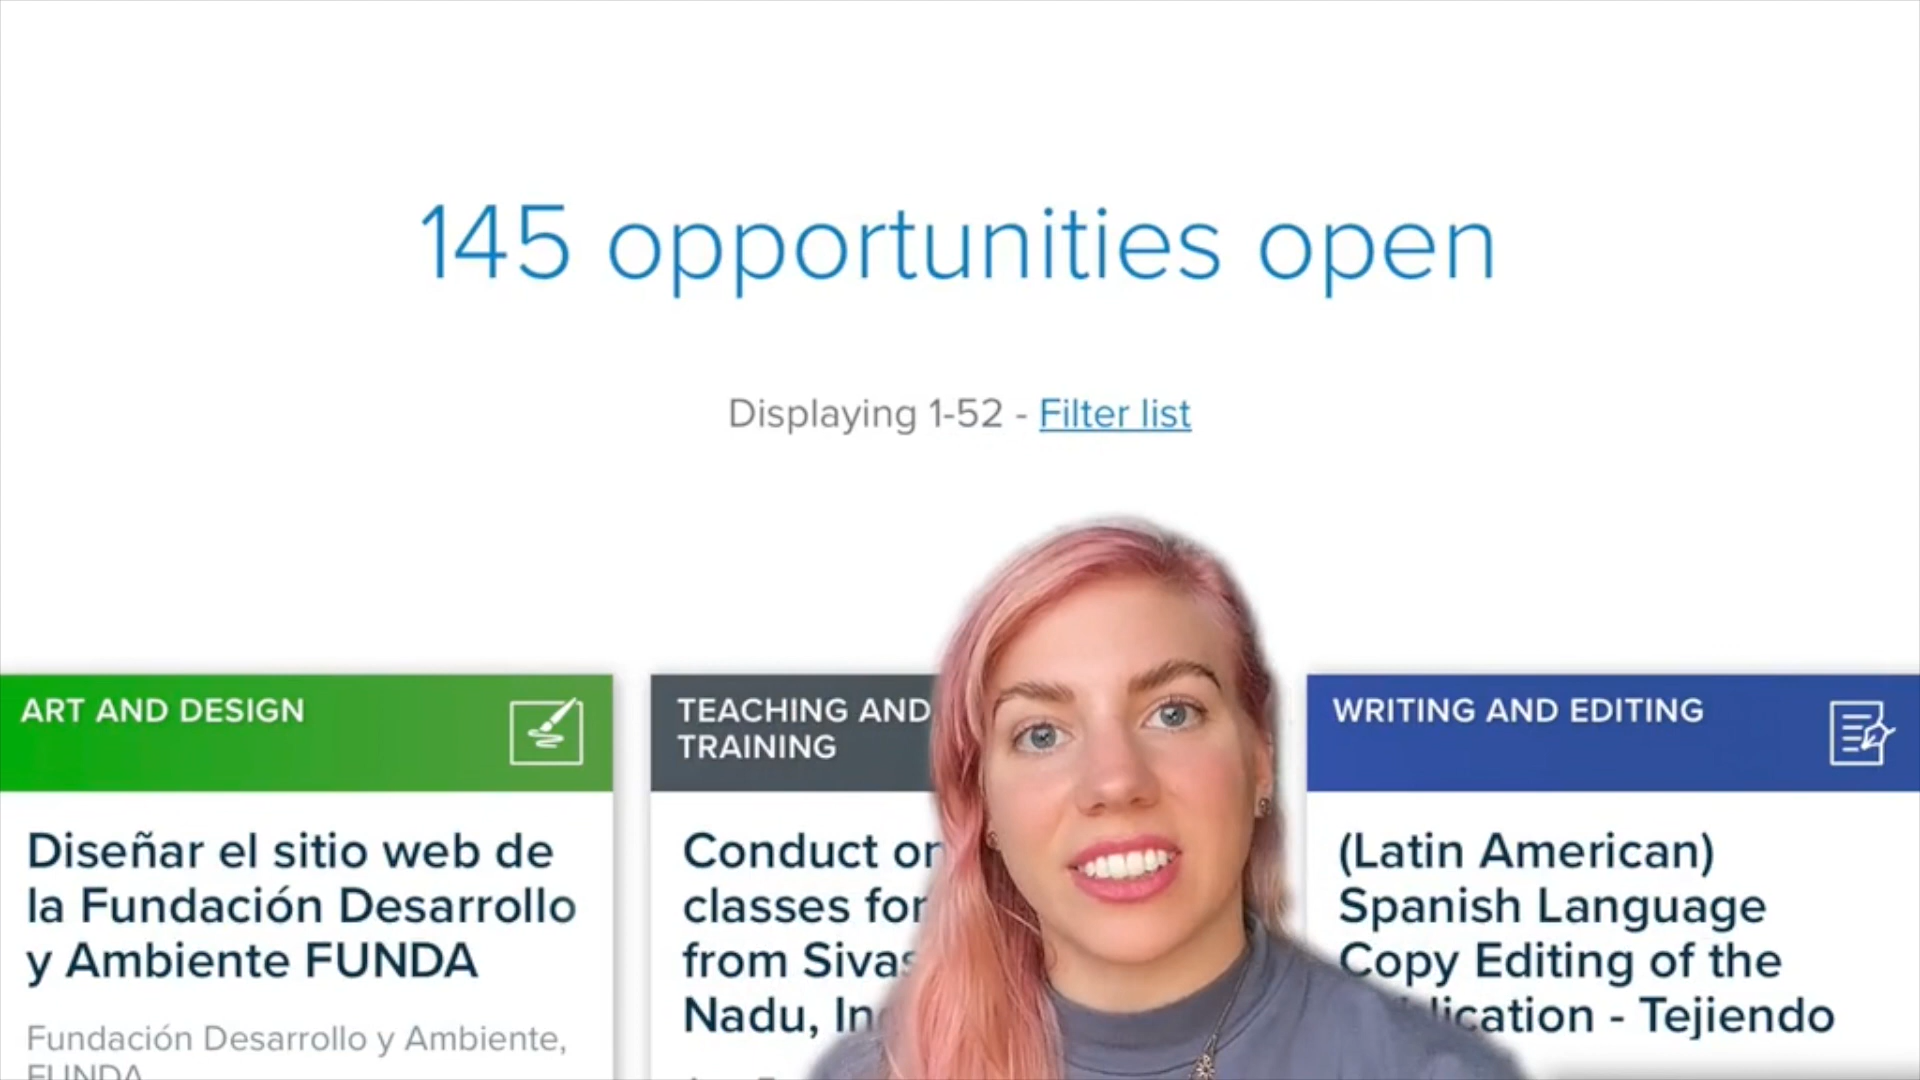 145 opportunities open
Displaying 1-52 - Filter list
ART AND DESIGN
Diseñar el sitio web de
la Fundación Desarrollo
y Ambiente FUNDA
Fundación Desarrollo y Ambiente,
FUNDA
TEACHING AND
TRAINING
Conduct
classes for
from
Nadu,
WRITING AND EDITING
(Latin American)
Spanish Language
Copy Editing of the
- Tejiendo